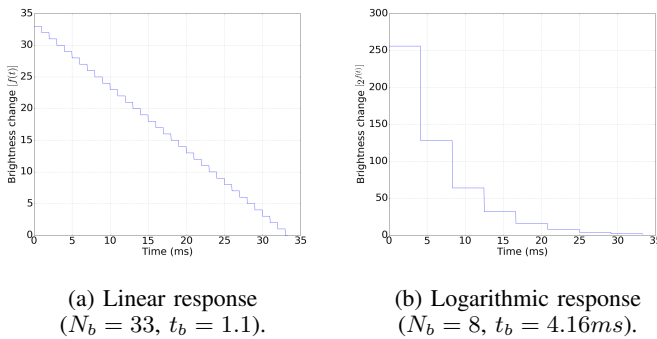 35
30
25
20
15
10
5
0
Brightness change ⌊f(t)⌋
0 5 10 15 20 25 30 35
Time (ms)
300
250
200
150
100
50
0
Brightness change
0 5 10 15 20 25 30 35
Time (ms)
(a) Linear response
(N_b = 33, t_b = 1.1).
(b) Logarithmic response
(N_b = 8, t_b = 4.16ms).